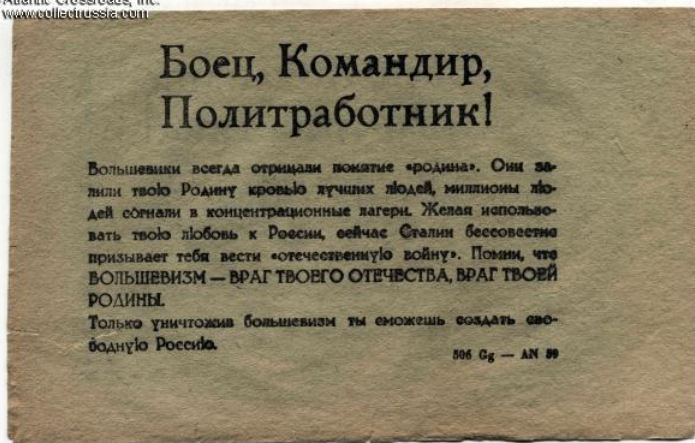 Atlantic Crossroads, Inc.
www.collectrussia.com
Боец, Командир,
Политработник!
Большевики всегда отрицали понятие «родина». Они за-
лили твою Родину кровью лучших людей, миллионы лю-
дей согнали в концентрационные лагери. Желая использо-
вать твою любовь к России, сейчас Сталин бессовестно
призывает тебя вести «отечественную войну». Помни, что
БОЛЬШЕВИЗМ — ВРАГ ТВОЕГО ОТЕЧЕСТВА, ВРАГ ТВОЕЙ
РОДИНЫ.
Только уничтожив большевизм ты сможешь создать сво-
бодную Россию.
506 Gg — AN 59